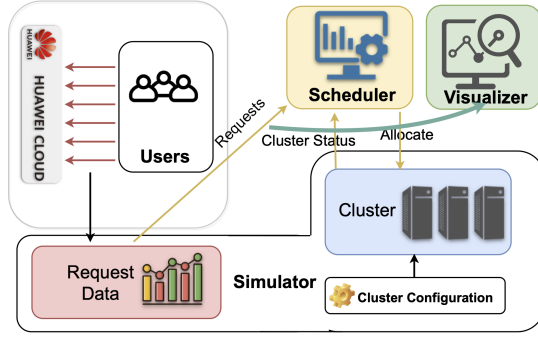 HUAWEI
HUAWEI CLOUD
Users
Requests
Scheduler
Visualizer
Cluster Status
Allocate
Cluster
Request
Data
Simulator
Cluster Configuration